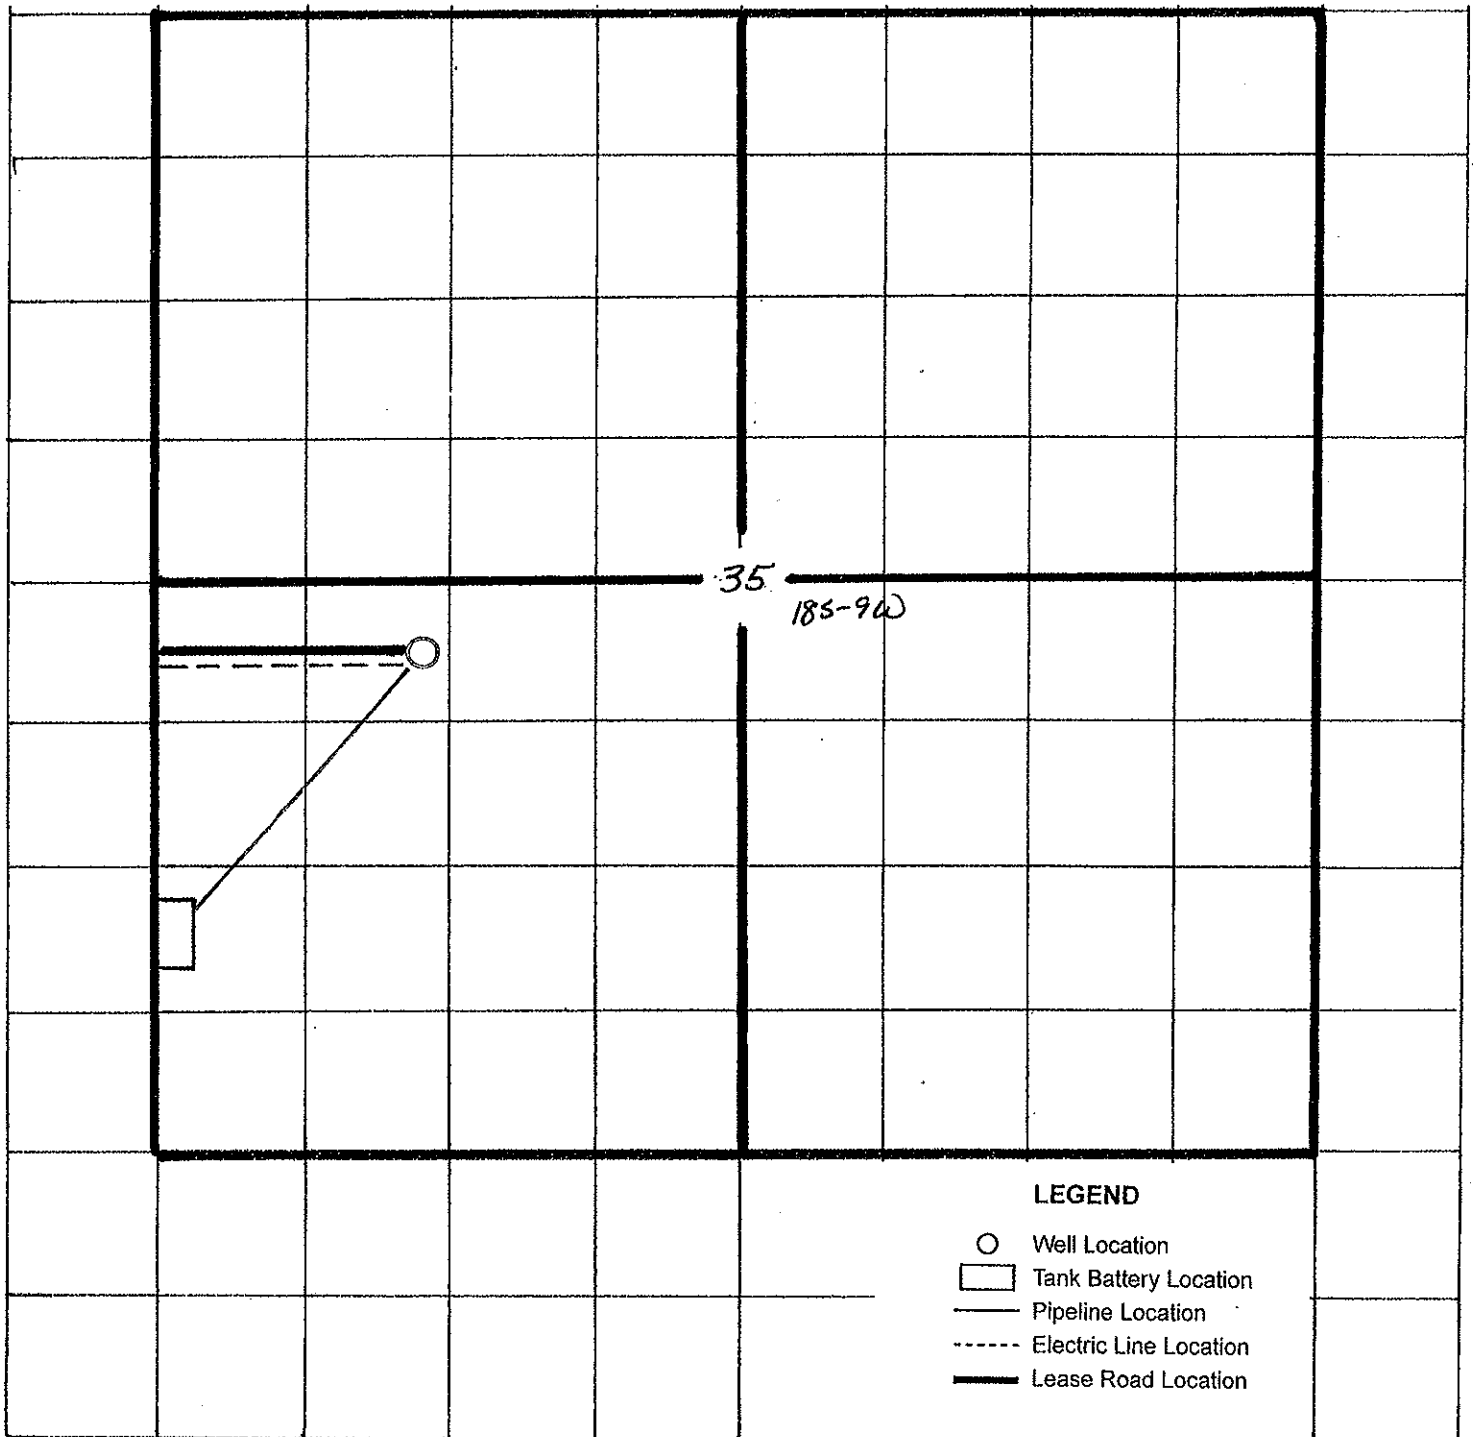 35
18S-9W
LEGEND
Well Location
Tank Battery Location
Pipeline Location
Electric Line Location
Lease Road Location